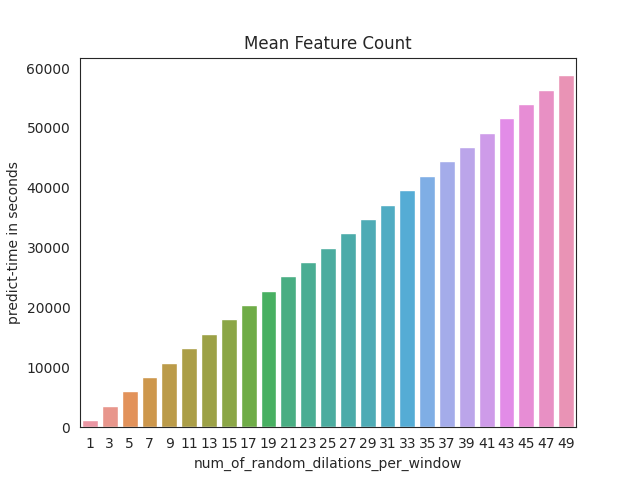 Mean Feature Count
60000
50000
40000
30000
20000
10000
0
predict-time in seconds
1 3 5 7 9 11 13 15 17 19 21 23 25 27 29 31 33 35 37 39 41 43 45 47 49
num_of_random_dilations_per_window